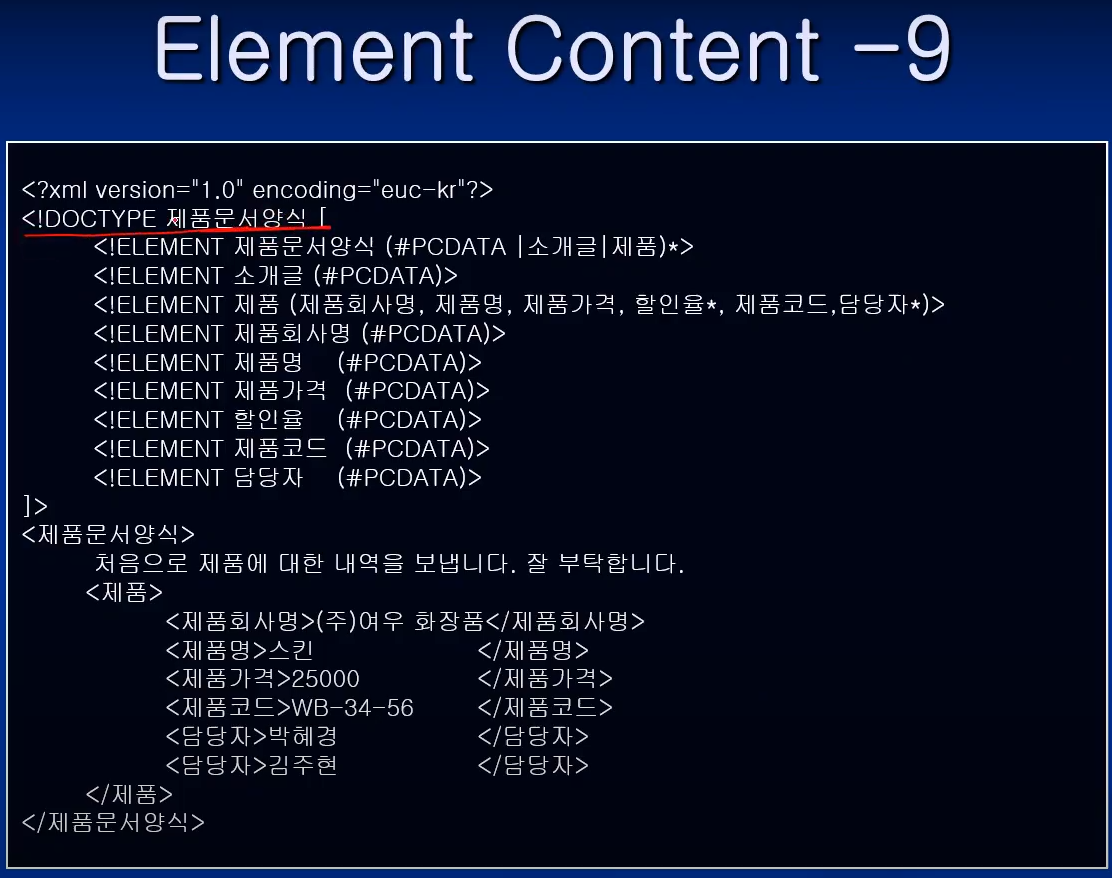 Element Content -9
<?xml version="1.0" encoding="euc-kr"?>
<!DOCTYPE 제품문서양식 [
<!ELEMENT 제품문서양식 (#PCDATA |소개글|제품)*>
<!ELEMENT 소개글 (#PCDATA)>
<!ELEMENT 제품 (제품회사명, 제품명, 제품가격, 할인율*, 제품코드,담당자*)>
<!ELEMENT 제품회사명 (#PCDATA)>
<!ELEMENT 제품명 (#PCDATA)>
<!ELEMENT 제품가격 (#PCDATA)>
<!ELEMENT 할인율 (#PCDATA)>
<!ELEMENT 제품코드 (#PCDATA)>
<!ELEMENT 담당자 (#PCDATA)>
]>
<제품문서양식>
처음으로 제품에 대한 내역을 보냅니다. 잘 부탁합니다.
<제품>
<제품회사명>(주)여우 화장품</제품회사명>
<제품명>스킨 </제품명>
<제품가격>25000 </제품가격>
<제품코드>WB-34-56 </제품코드>
<담당자>박혜경 </담당자>
<담당자>김주현 </담당자>
</제품>
</제품문서양식>